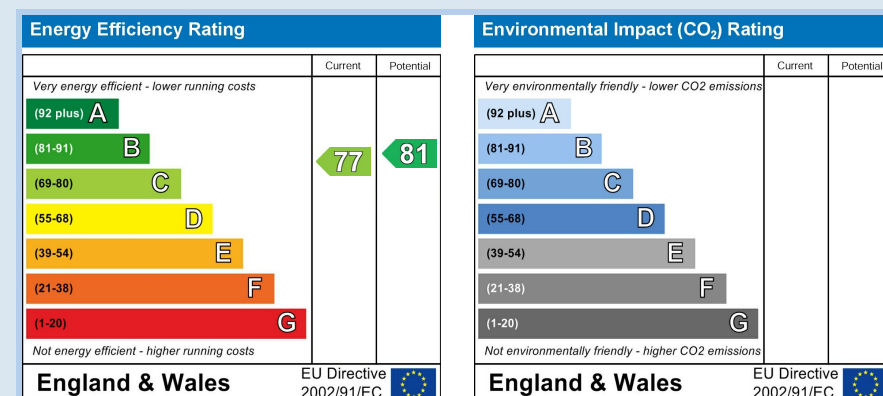 Energy Efficiency Rating
Current Potential
Very energy efficient - lower running costs
(92 plus) A
(81-91) B
(69-80) C
(55-68) D
(39-54) E
(21-38) F
(1-20) G
77
81
Not energy efficient - higher running costs
England & Wales
EU Directive
2002/91/EC
Environmental Impact (CO₂) Rating
Current Potential
Very environmentally friendly - lower CO2 emissions
(92 plus) A
(81-91) B
(69-80) C
(55-68) D
(39-54) E
(21-38) F
(1-20) G
Not environmentally friendly - higher CO2 emissions
England & Wales
EU Directive
2002/91/EC